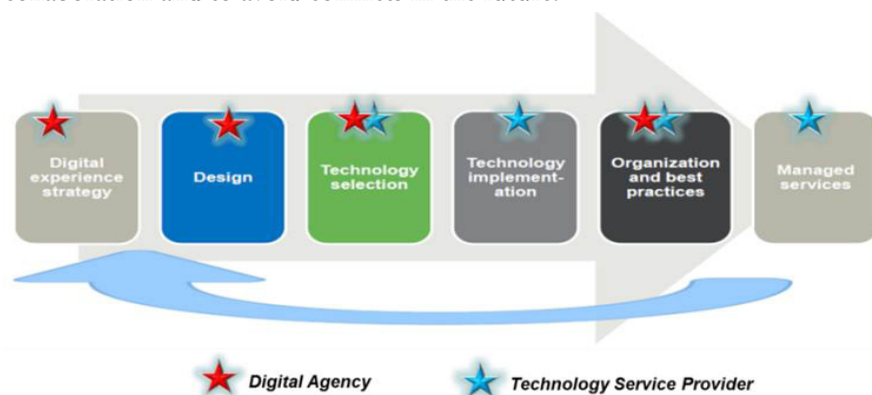 Digital
experience
strategy
Design
Technology
selection
Technology
implement-
ation
Organization
and best
practices
Managed
services
Digital Agency
Technology Service Provider